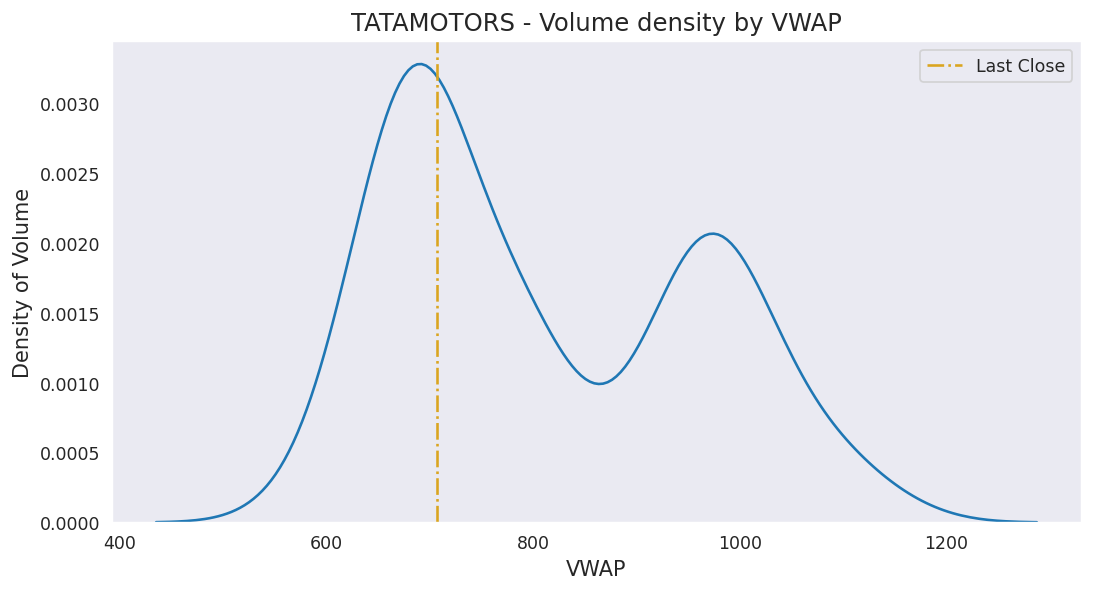 TATAMOTORS - Volume density by VWAP
Last Close
Density of Volume
0.0030
0.0025
0.0020
0.0015
0.0010
0.0005
0.0000
400 600 800 1000 1200
VWAP